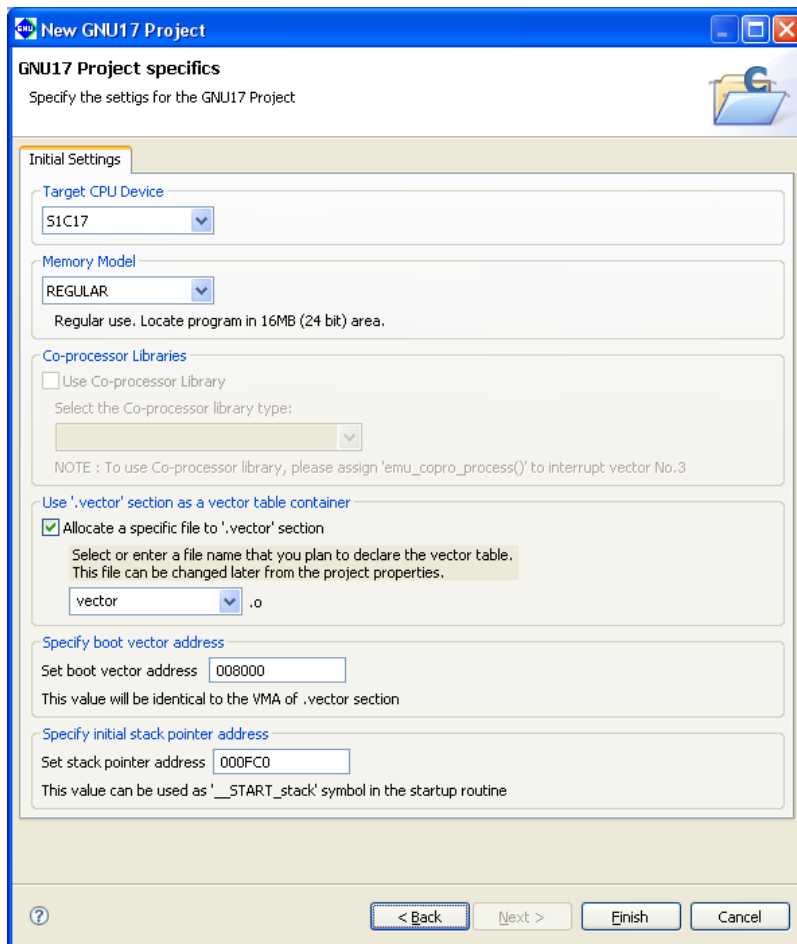 GNU
New GNU17 Project
GNU17 Project specifics
Specify the settigs for the GNU17 Project
C
Initial Settings
Target CPU Device
S1C17
Memory Model
REGULAR
Regular use. Locate program in 16MB (24 bit) area.
Co-processor Libraries
Use Co-processor Library
Select the Co-processor library type:
NOTE : To use Co-processor library, please assign 'emu_copro_process()' to interrupt vector No.3
Use '.vector' section as a vector table container
Allocate a specific file to '.vector' section
Select or enter a file name that you plan to declare the vector table.
This file can be changed later from the project properties.
vector .o
Specify boot vector address
Set boot vector address 008000
This value will be identical to the VMA of .vector section
Specify initial stack pointer address
Set stack pointer address 000FC0
This value can be used as '__START_stack' symbol in the startup routine
? < Back Next > Finish Cancel